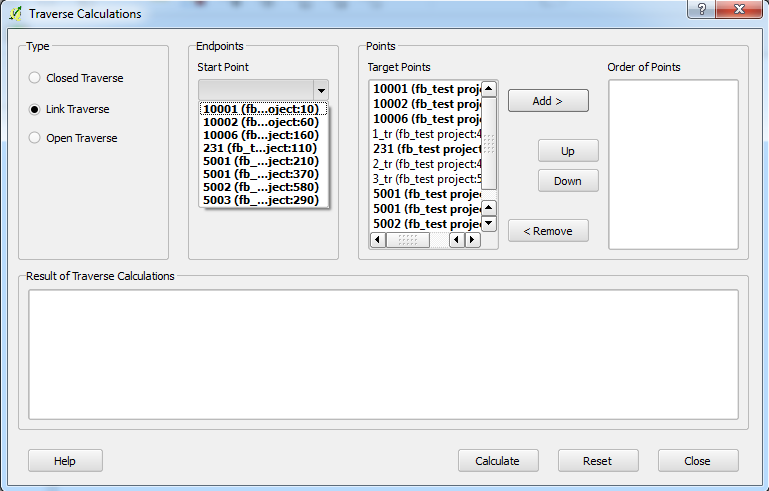 Traverse Calculations
Type
Closed Traverse
Link Traverse
Open Traverse
Endpoints
Start Point
10001 (fb...oject:10)
10002 (fb...oject:60)
10006 (fb...ject:160)
231 (fb_t...ject:110)
5001 (fb_...ject:210)
5001 (fb_...ject:370)
5002 (fb_...ject:580)
5003 (fb_...ject:290)
Points
Target Points
10001 (fb_test proj
10002 (fb_test proj
10006 (fb_test proj
1_tr (fb_test project:4
231 (fb_test project
2_tr (fb_test project:4
3_tr (fb_test project:5
5001 (fb_test projec
5001 (fb_test projec
5002 (fb_test projec
Add >
Up
Down
< Remove
Order of Points
Result of Traverse Calculations
Help
Calculate
Reset
Close